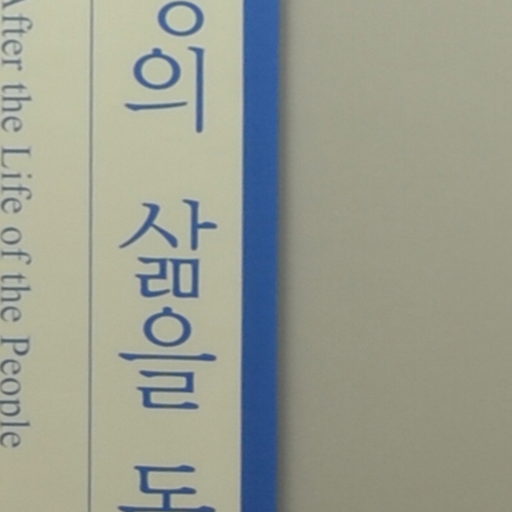 의 삶을
After the Life of the People